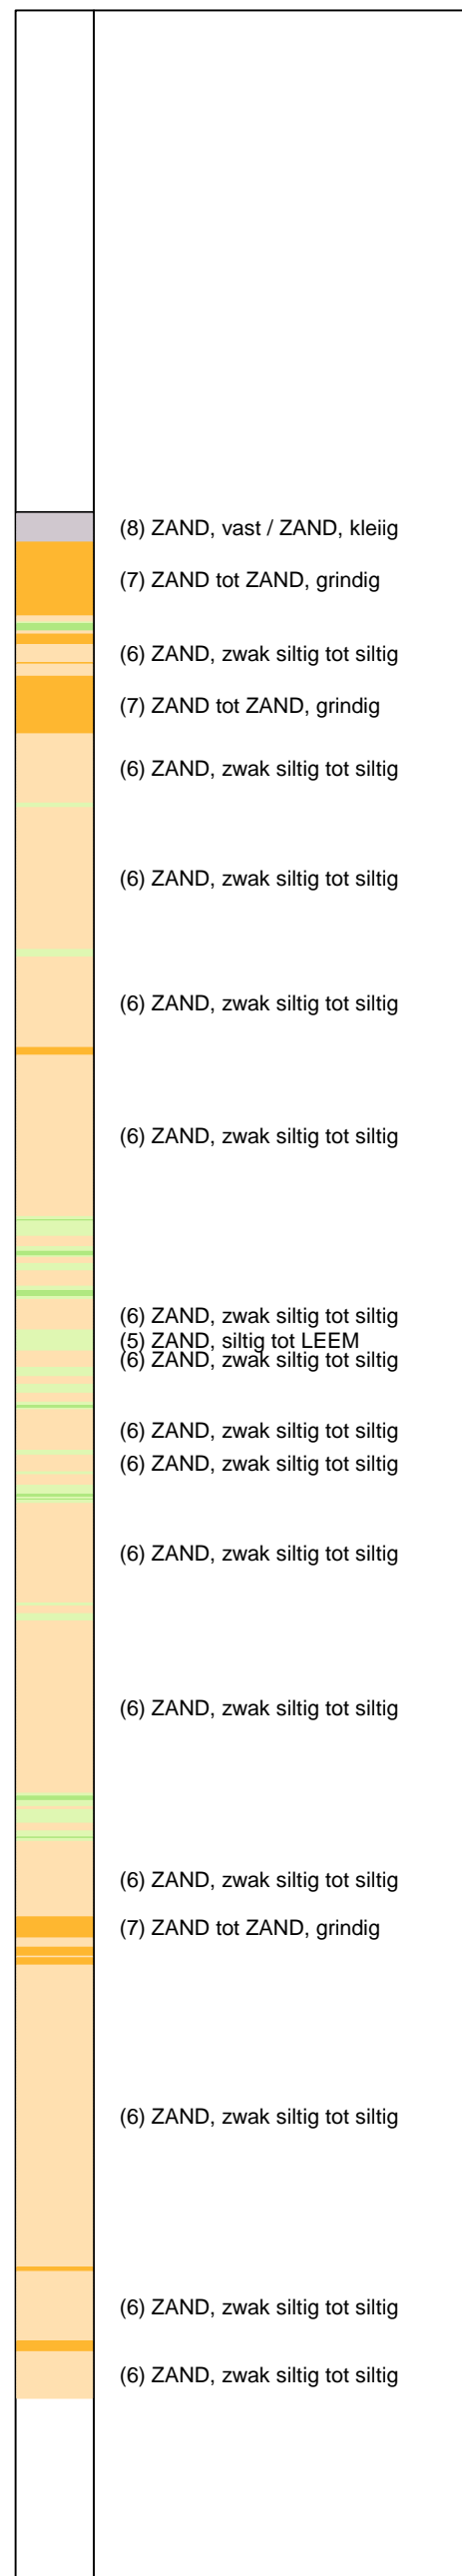 (8) ZAND, vast / ZAND, kleiig
(7) ZAND tot ZAND, grindig
(6) ZAND, zwak siltig tot siltig
(7) ZAND tot ZAND, grindig
(6) ZAND, zwak siltig tot siltig
(6) ZAND, zwak siltig tot siltig
(6) ZAND, zwak siltig tot siltig
(6) ZAND, zwak siltig tot siltig
(6) ZAND, zwak siltig tot siltig
(5) ZAND, siltig tot LEEM
(6) ZAND, zwak siltig tot siltig
(6) ZAND, zwak siltig tot siltig
(6) ZAND, zwak siltig tot siltig
(6) ZAND, zwak siltig tot siltig
(6) ZAND, zwak siltig tot siltig
(6) ZAND, zwak siltig tot siltig
(7) ZAND tot ZAND, grindig
(6) ZAND, zwak siltig tot siltig
(6) ZAND, zwak siltig tot siltig
(6) ZAND, zwak siltig tot siltig